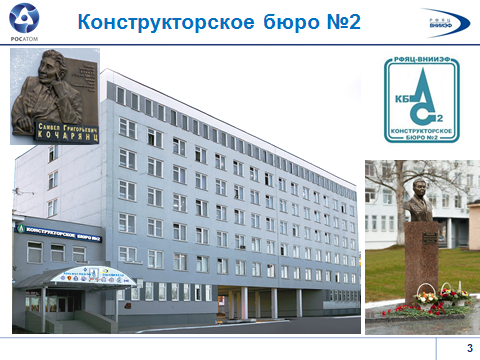 Конструкторское бюро №2
РОСАТОМ
РФЯЦ
ВНИИЭФ
САМВЕЛ ГРИГОРЬЕВИЧ
КОЧАРЯНЦ
РФЯЦ-ВНИИЭФ
КБ
АС
2
КОНСТРУКТОРСКОЕ
БЮРО №2
КОНСТРУКТОРСКОЕ БЮРО №2
3